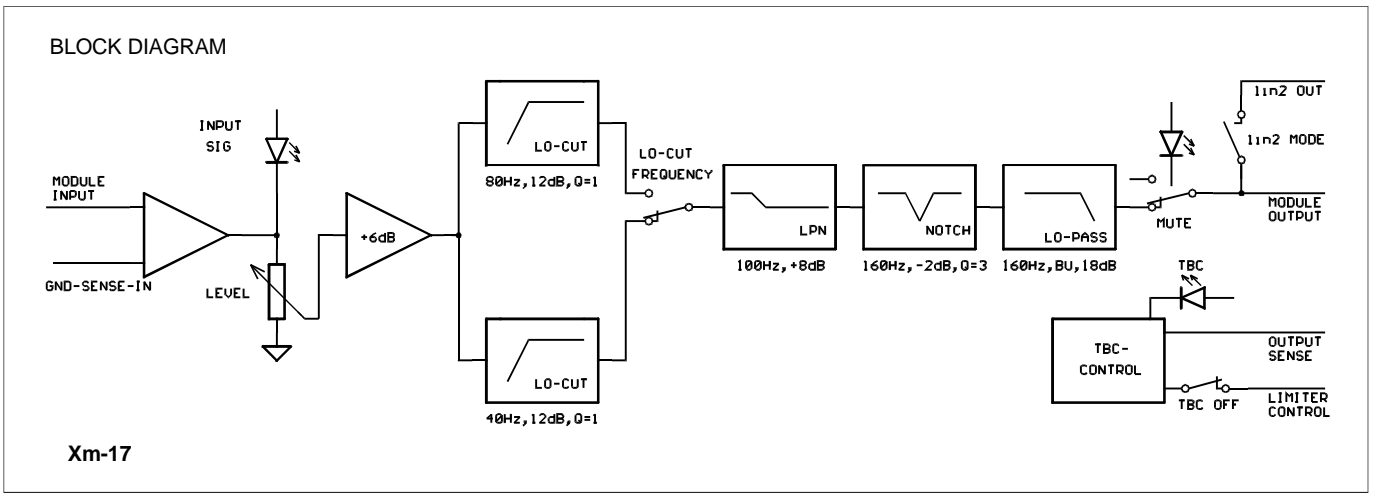 BLOCK DIAGRAM
INPUT
SIG
MODULE
INPUT
GND-SENSE-IN
LEVEL
+6dB
LO-CUT
80Hz,12dB,Q=1
LO-CUT
40Hz,12dB,Q=1
LO-CUT
FREQUENCY
LPN
100Hz,+8dB
NOTCH
160Hz,-2dB,Q=3
LO-PASS
160Hz,BU,18dB
MUTE
1in2 OUT
1in2 MODE
MODULE
OUTPUT
TBC
TBC-
CONTROL
OUTPUT
SENSE
TBC OFF
LIMITER
CONTROL
Xm-17